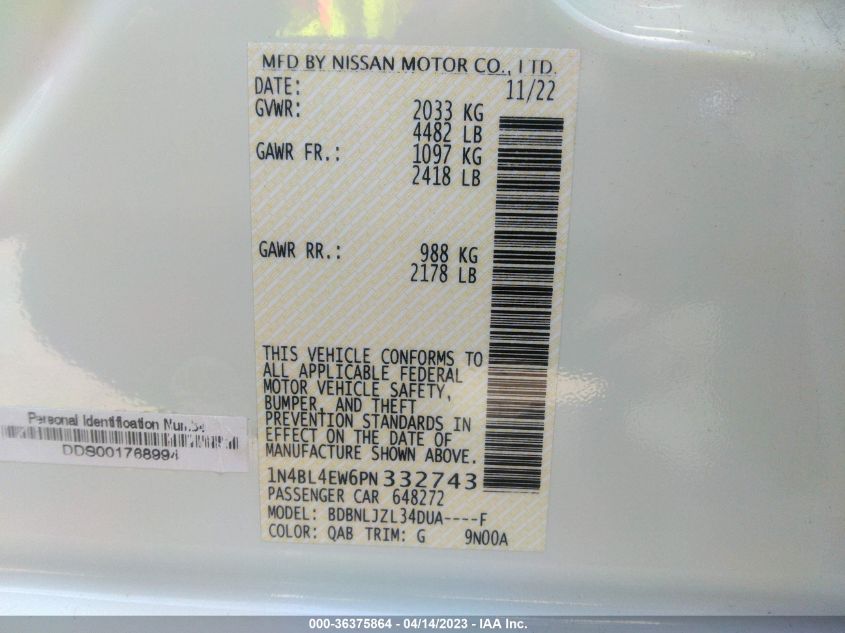 MFD BY NISSAN MOTOR CO., LTD.
DATE: 11/22
GVWR: 2033 KG
4482 LB
GAWR FR.: 1097 KG
2418 LB
GAWR RR.: 988 KG
2178 LB
THIS VEHICLE CONFORMS TO
ALL APPLICABLE FEDERAL
MOTOR VEHICLE SAFETY,
BUMPER, AND THEFT
PREVENTION STANDARDS IN
EFFECT ON THE DATE OF
MANUFACTURE SHOWN ABOVE.
1N4BL4EW6PN332743
PASSENGER CAR 648272
MODEL: BDBNLJZL34DUA----F
COLOR: QAB TRIM: G 9N00A
Personal Identification
DDS00176899
000-36375864 - 04/14/2023 - IAA Inc.